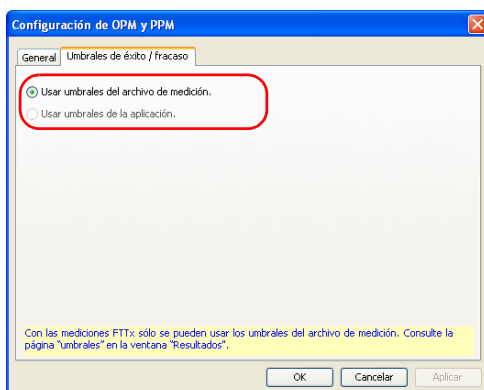 Configuración de OPM y PPM
General
Umbrales de éxito / fracaso
Usar umbrales del archivo de medición.
Usar umbrales de la aplicación.
Con las mediciones FTTx sólo se pueden usar los umbrales del archivo de medición. Consulte la
página "umbrales" en la ventana "Resultados".
OK
Cancelar
Aplicar